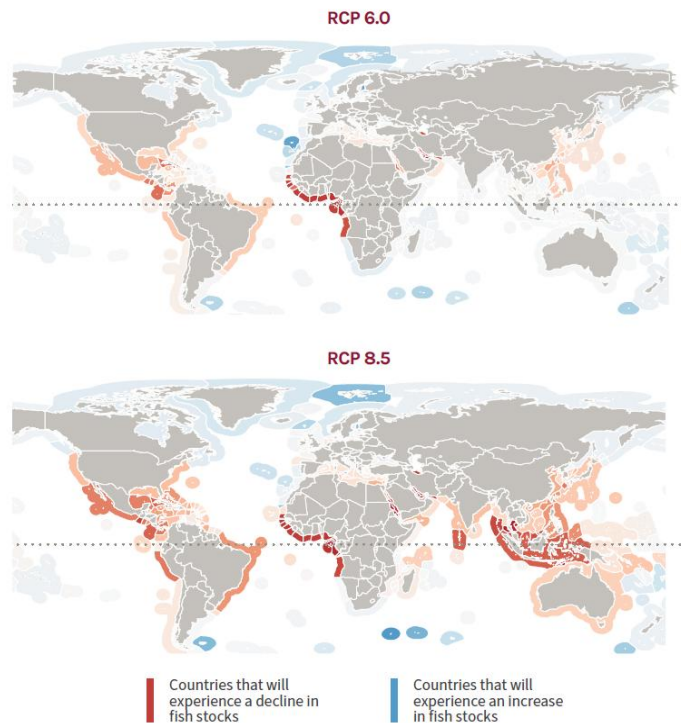 RCP 6.0
RCP 8.5
Countries that will
experience a decline in
fish stocks
Countries that will
experience an increase
in fish stocks